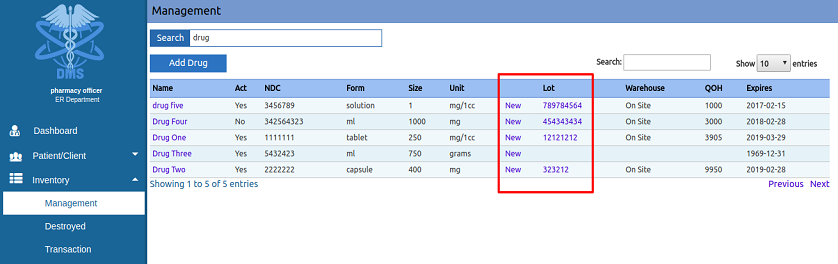 DMS
pharmacy officer
ER Department
Dashboard
Patient/Client
Inventory
Management
Destroyed
Transaction
Management
Search drug
Add Drug Search: Show 10 entries
Name Act NDC Form Size Unit Lot Warehouse QOH Expires
drug five Yes 3456789 solution 1 mg/1cc New 789784564 On Site 1000 2017-02-15
Drug Four No 342564323 ml 1000 mg New 454343434 On Site 3000 2018-02-28
Drug One Yes 1111111 tablet 250 mg/1cc New 12121212 On Site 3905 2019-03-29
Drug Three Yes 5432423 ml 750 grams New 1969-12-31
Drug Two Yes 2222222 capsule 400 mg New 323212 On Site 9950 2019-02-28
Showing 1 to 5 of 5 entries Previous Next